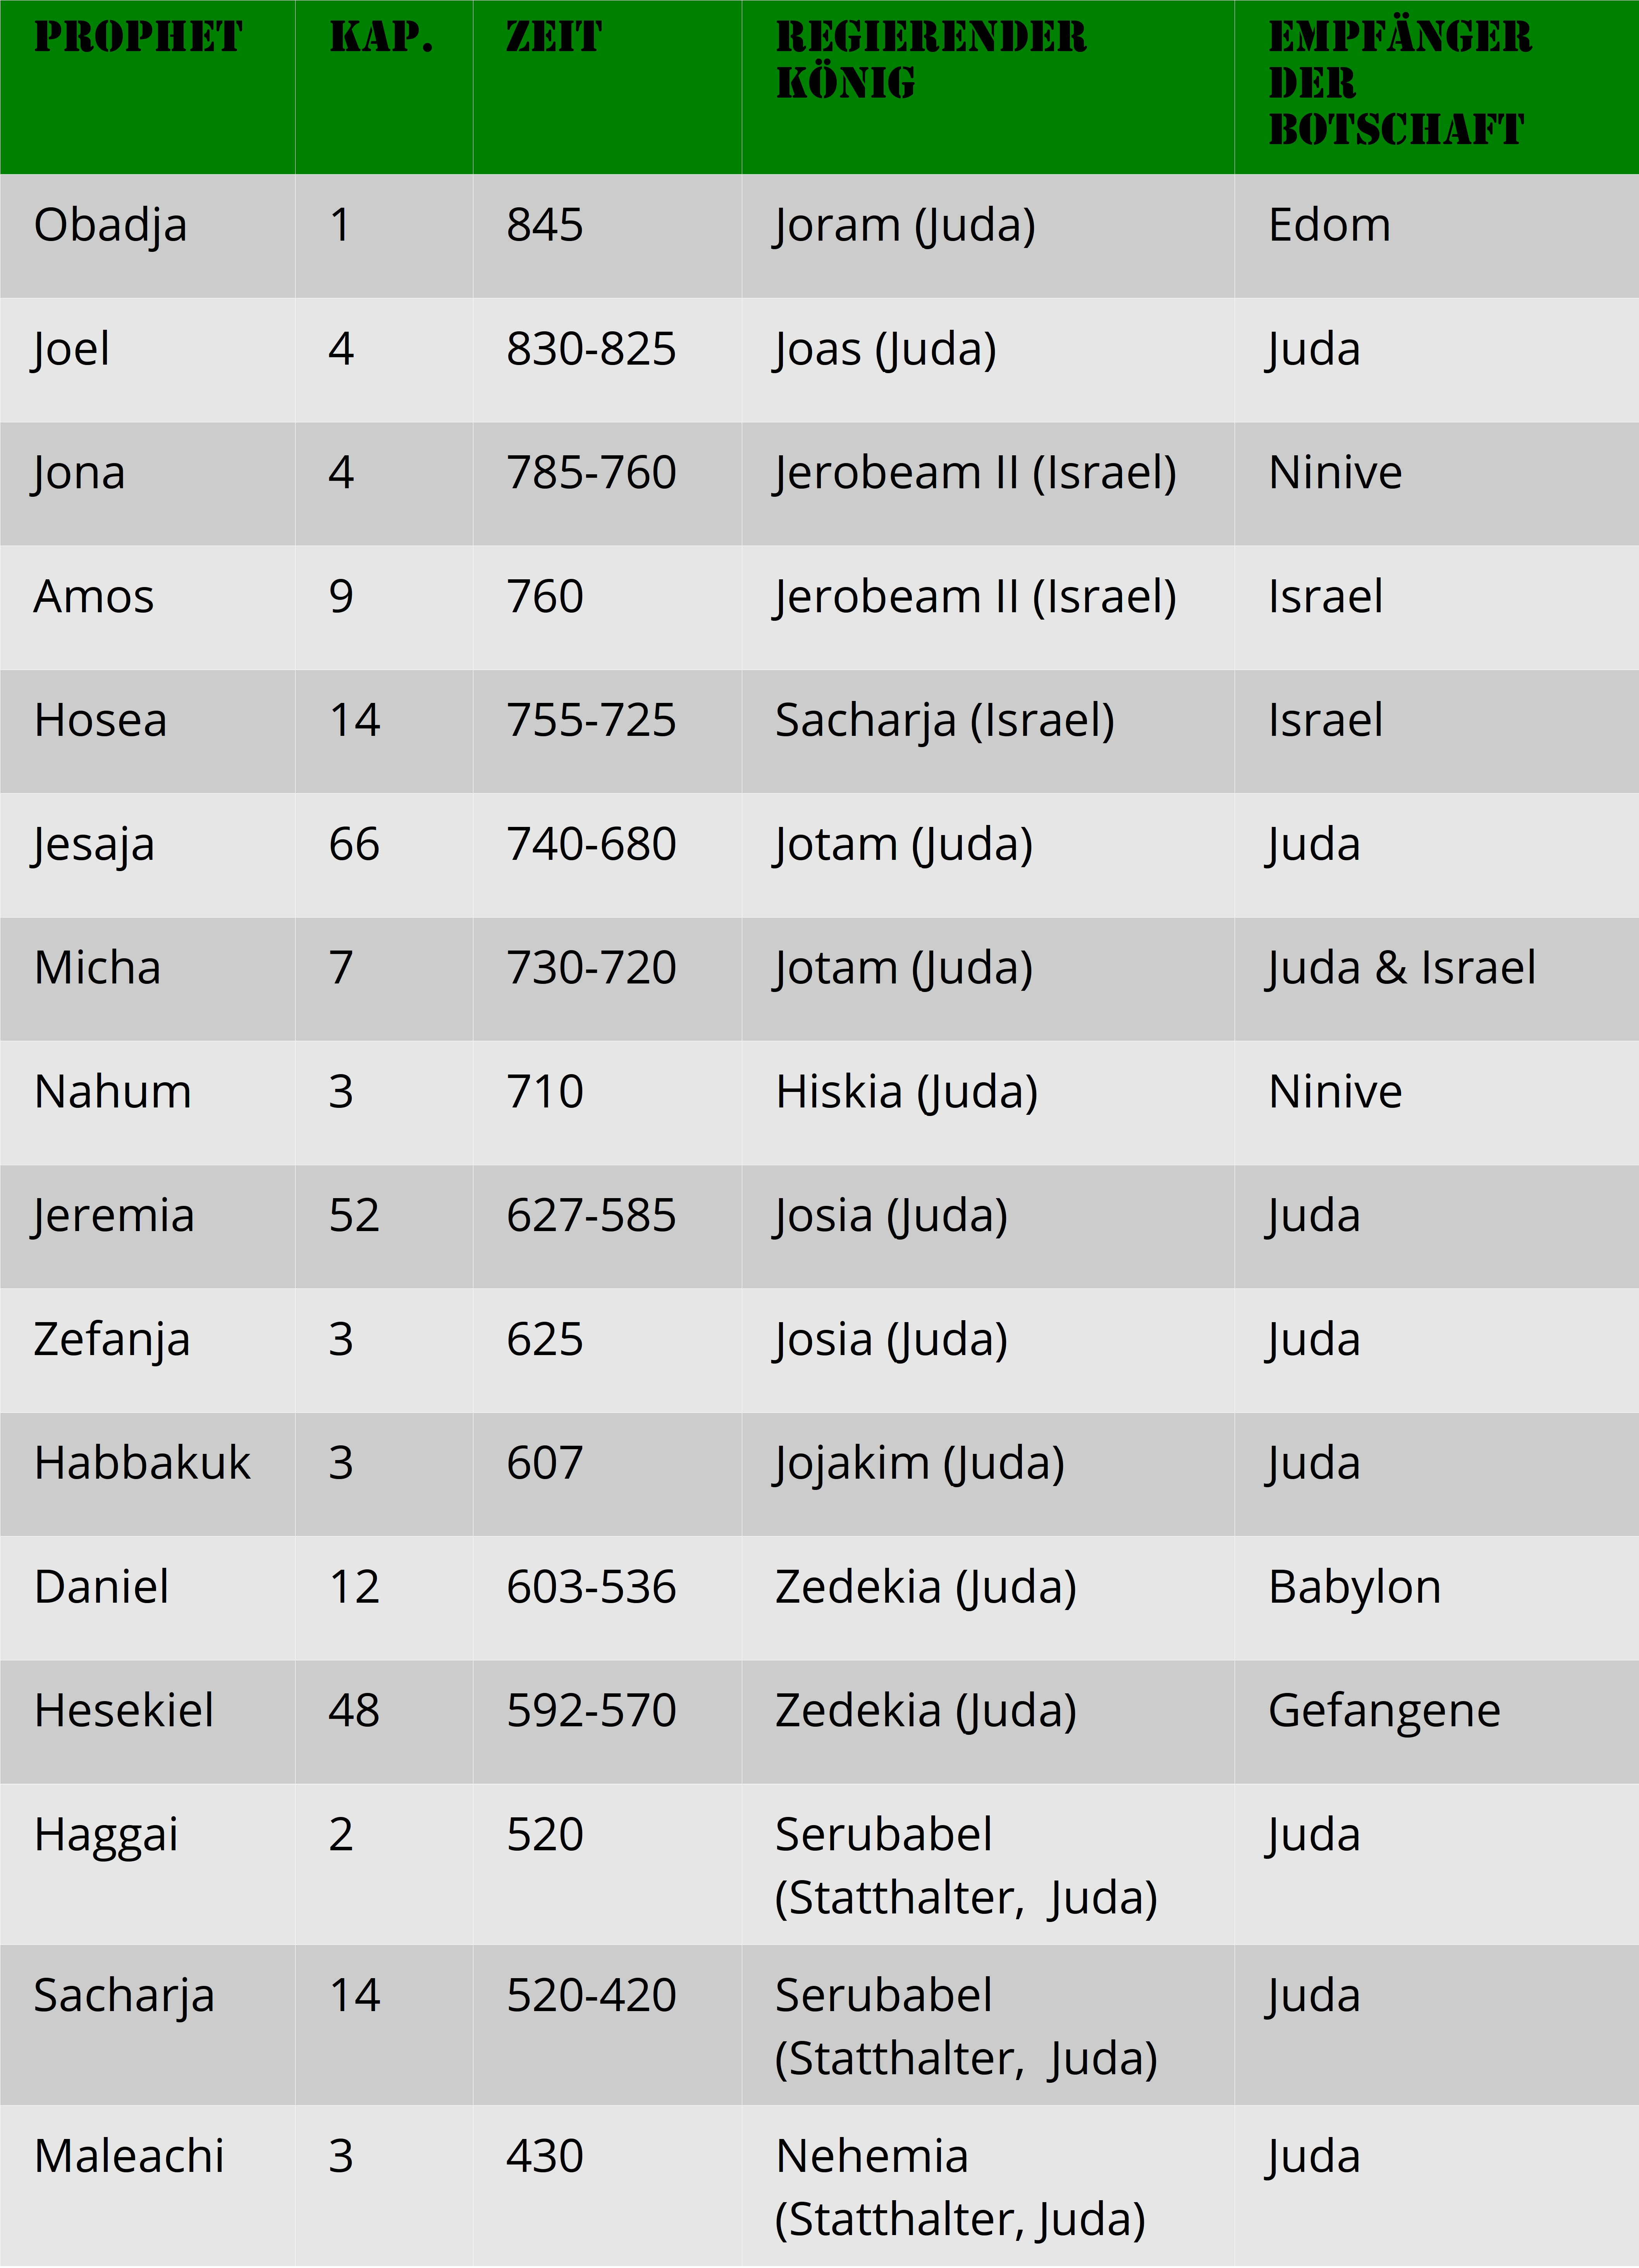 PROPHET KAP. ZEIT REGIERENDER KÖNIG EMPFÄNGER DER BOTSCHAFT
Obadja 1 845 Joram (Juda) Edom
Joel 4 830-825 Joas (Juda) Juda
Jona 4 785-760 Jerobeam II (Israel) Ninive
Amos 9 760 Jerobeam II (Israel) Israel
Hosea 14 755-725 Sacharja (Israel) Israel
Jesaja 66 740-680 Jotam (Juda) Juda
Micha 7 730-720 Jotam (Juda) Juda & Israel
Nahum 3 710 Hiskia (Juda) Ninive
Jeremia 52 627-585 Josia (Juda) Juda
Zefanja 3 625 Josia (Juda) Juda
Habbakuk 3 607 Jojakim (Juda) Juda
Daniel 12 603-536 Zedekia (Juda) Babylon
Hesekiel 48 592-570 Zedekia (Juda) Gefangene
Haggai 2 520 Serubabel (Statthalter, Juda) Juda
Sacharja 14 520-420 Serubabel (Statthalter, Juda) Juda
Maleachi 3 430 Nehemia (Statthalter, Juda) Juda